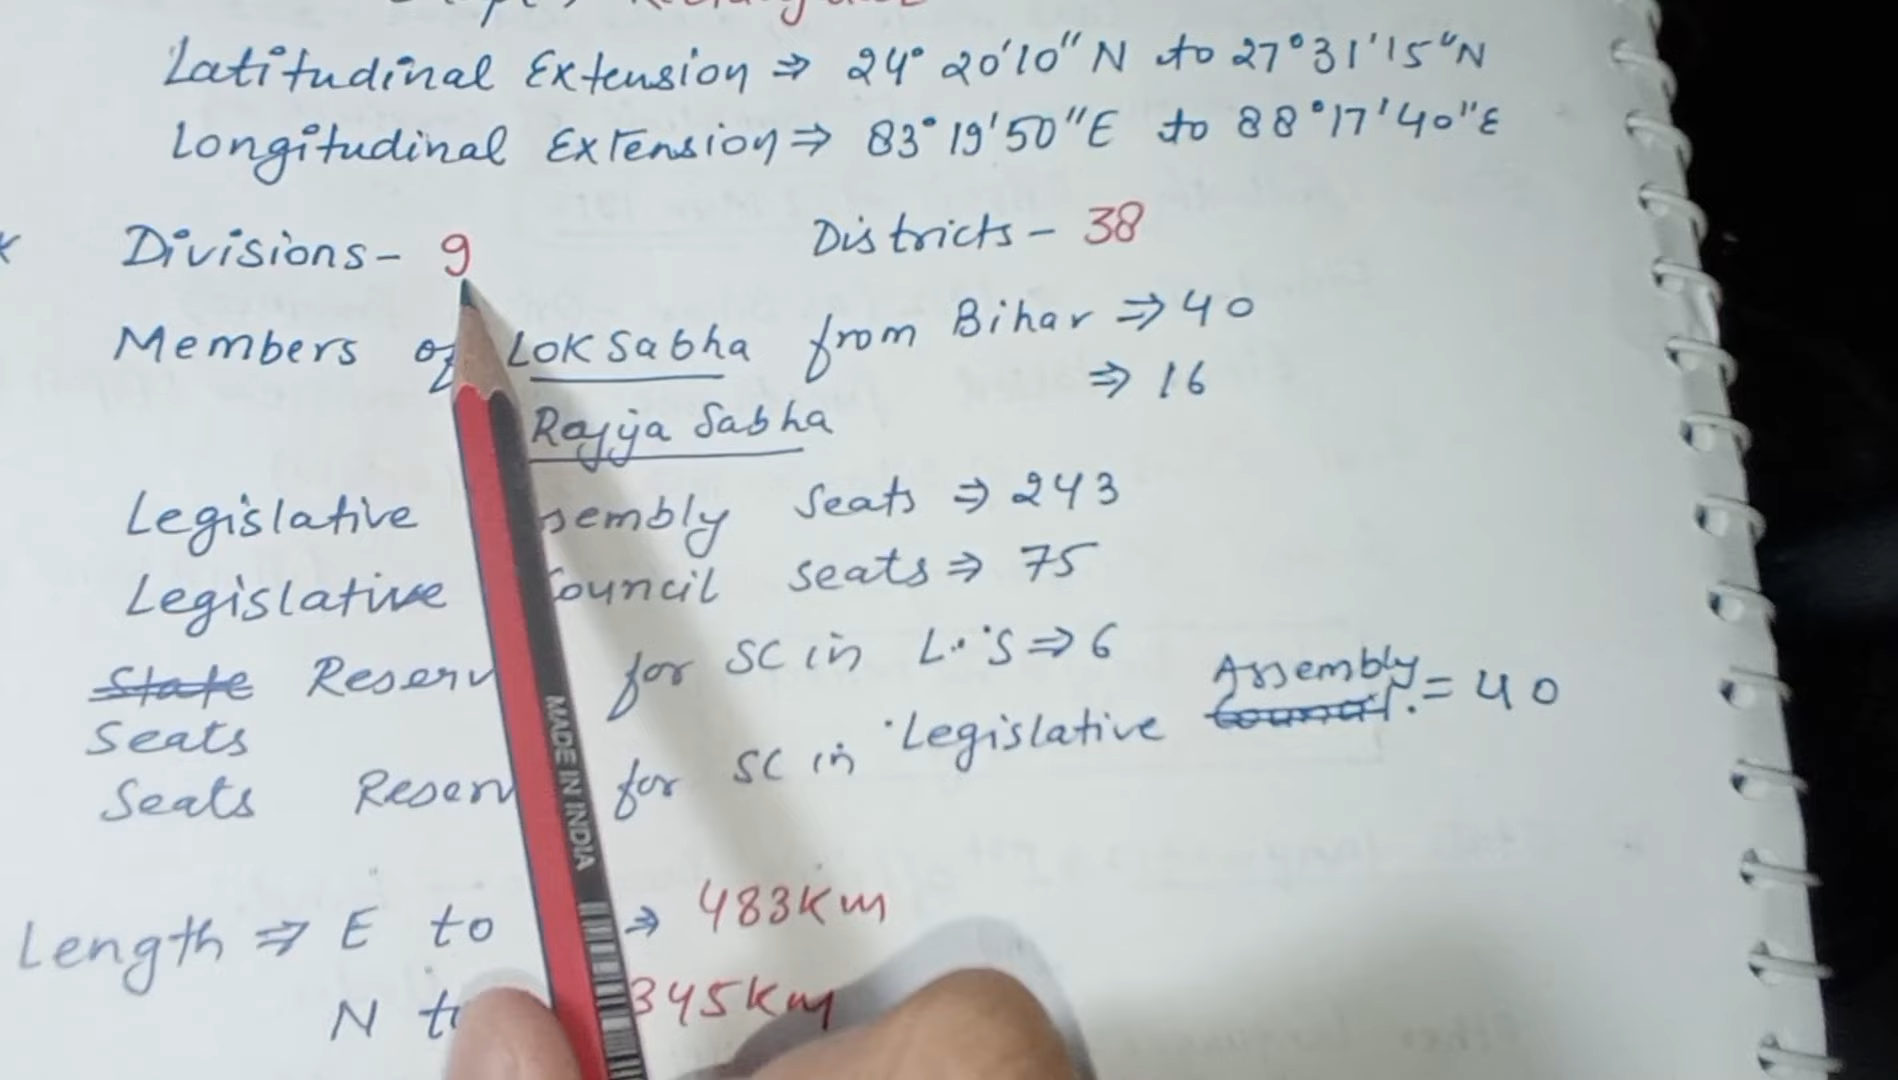 Latitudinal Extension ⇒ 24° 20'10" N to 27°31'15"N
Longitudinal Extension ⇒ 83°19'50"E to 88°17'40"E
Divisions - 9 Districts - 38
Members of Lok Sabha from Bihar ⇒ 40
Rajya Sabha ⇒ 16
Legislative sembly Seats ⇒ 243
Legislative Council seats ⇒ 75
State Reserv for SC in L.S ⇒ 6
Seats
Seats Reserv for SC in Legislative Assembly = 40
Length ⇒ E to ⇒ 483Km
N to 345Km
MADE IN INDIA